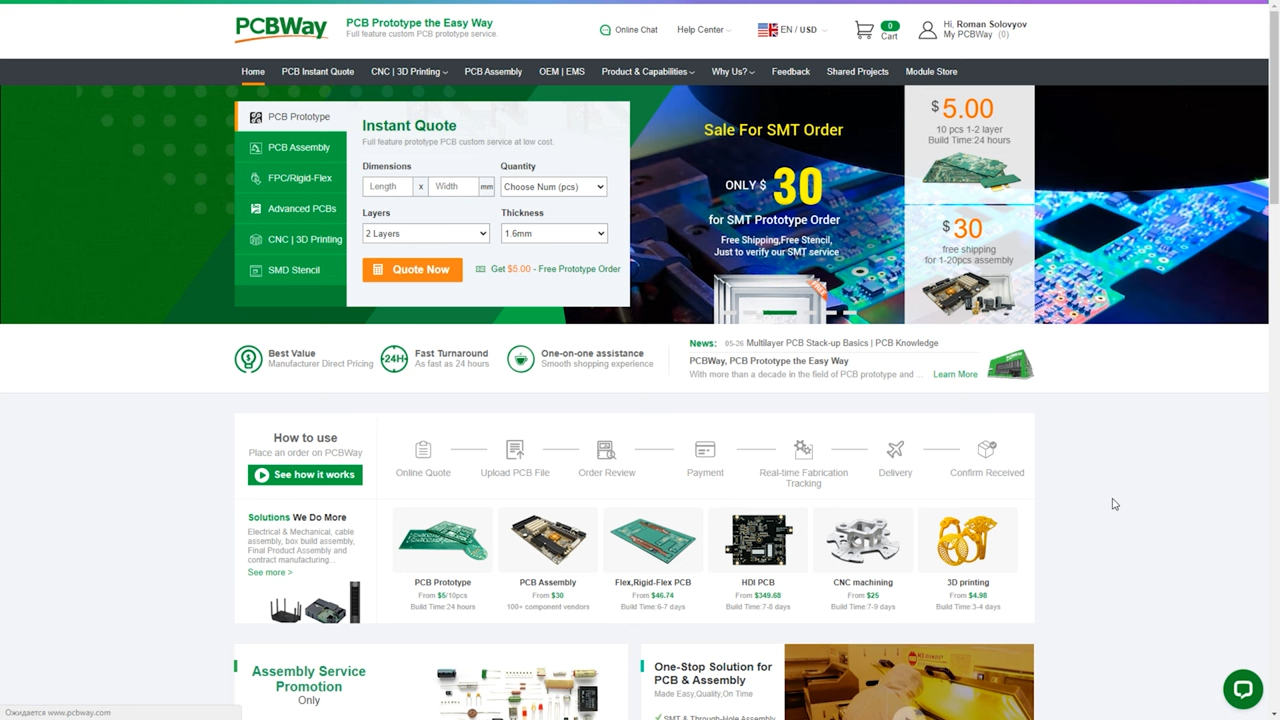 PCBWay
PCB Prototype the Easy Way
Full feature custom PCB prototype service.
Online Chat
Help Center
EN / USD
0
Cart
Hi, Roman Solovyov
My PCBWay (0)
Home
PCB Instant Quote
CNC | 3D Printing
PCB Assembly
OEM | EMS
Product & Capabilities
Why Us?
Feedback
Shared Projects
Module Store
PCB Prototype
PCB Assembly
FPC/Rigid-Flex
Advanced PCBs
CNC | 3D Printing
SMD Stencil
Instant Quote
Full feature prototype PCB custom service at low cost.
Dimensions
Quantity
Length x Width mm
Choose Num (pcs)
Layers
Thickness
2 Layers
1.6mm
Quote Now
Get $5.00 - Free Prototype Order
Sale For SMT Order
ONLY $ 30
for SMT Prototype Order
Free Shipping,Free Stencil,
Just to verify our SMT service
FREE
$ 5.00
10 pcs 1-2 layer
Build Time:24 hours
$ 30
free shipping
for 1-20pcs assembly
Best Value
Manufacturer Direct Pricing
24H
Fast Turnaround
As fast as 24 hours
One-on-one assistance
Smooth shopping experience
News: 05-26 Multilayer PCB Stack-up Basics | PCB Knowledge
PCBWay, PCB Prototype the Easy Way
With more than a decade in the field of PCB prototype and ... Learn More
How to use
Place an order on PCBWay
See how it works
Online Quote
Upload PCB File
Order Review
Payment
Real-time Fabrication
Tracking
Delivery
Confirm Received
Solutions We Do More
Electrical & Mechanical, cable
assembly, box build assembly,
Final Product Assembly and
contract manufacturing...
See more >
PCB Prototype
From $5/10pcs
Build Time:24 hours
PCB Assembly
From $30
100+ component vendors
Flex,Rigid-Flex PCB
From $46.74
Build Time:6-7 days
HDI PCB
From $349.68
Build Time:7-8 days
CNC machining
From $25
Build Time:7-9 days
3D printing
From $4.98
Build Time:3-4 days
Assembly Service
Promotion
Only
One-Stop Solution for
PCB & Assembly
Made Easy,Quality,On Time
SMT & Through-Hole Assembly
Ожидается www.pcbway.com